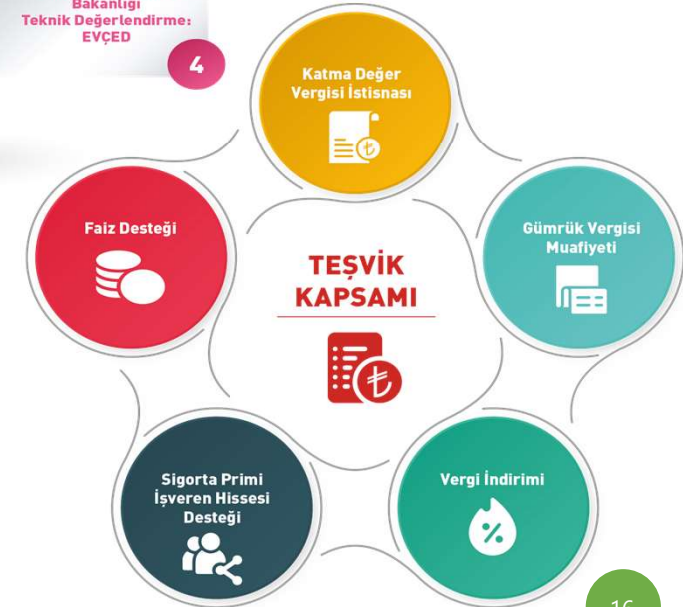 Bakanlığı
Teknik Değerlendirme:
EVÇED
4
Katma Değer
Vergisi İstisnası
Faiz Desteği
Gümrük Vergisi
Muafiyeti
TEŞVİK
KAPSAMI
Sigorta Primi
İşveren Hissesi
Desteği
Vergi İndirimi
%
16